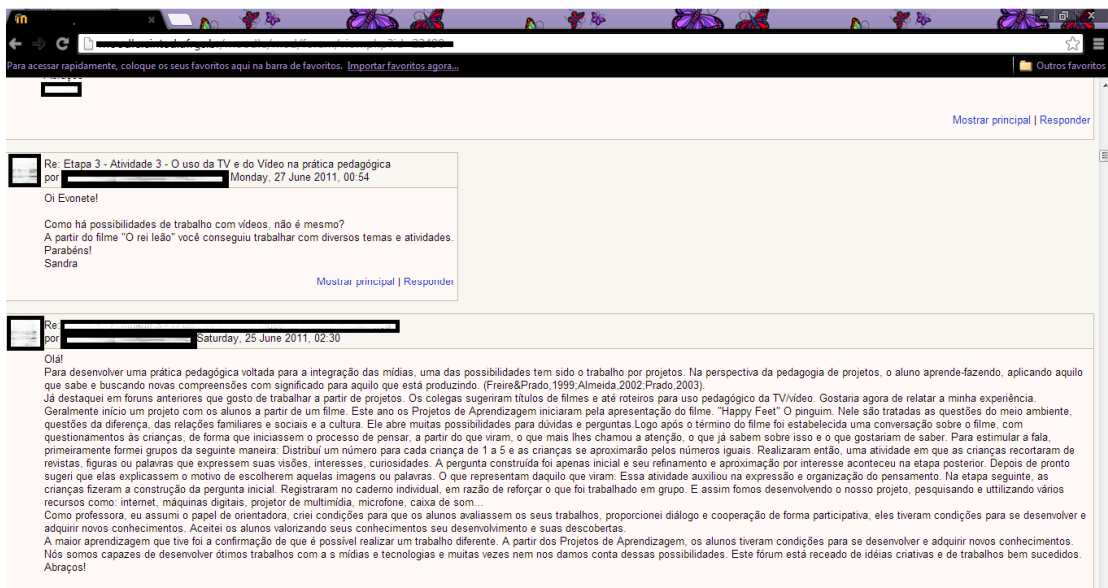 Para acessar rapidamente, coloque os seus favoritos aqui na barra de favoritos. Importar favoritos agora...
Outros favoritos
Mostrar principal | Responder
Re: Etapa 3 - Atividade 3 - O uso da TV e do Vídeo na prática pedagógica
por Monday, 27 June 2011, 00:54
Oi Evonete!
Como há possibilidades de trabalho com vídeos, não é mesmo?
A partir do filme "O rei leão" você conseguiu trabalhar com diversos temas e atividades.
Parabéns!
Sandra
Mostrar principal | Responder
Re:
por Saturday, 25 June 2011, 02:30
Olá!
Para desenvolver uma prática pedagógica voltada para a integração das mídias, uma das possibilidades tem sido o trabalho por projetos. Na perspectiva da pedagogia de projetos, o aluno aprende-fazendo, aplicando aquilo
que sabe e buscando novas compreensões com significado para aquilo que está produzindo. (Freire&Prado,1999;Almeida,2002;Prado,2003).
Já destaquei em foruns anteriores que gosto de trabalhar a partir de projetos. Os colegas sugeriram títulos de filmes e até roteiros para uso pedagógico da TV/vídeo. Gostaria agora de relatar a minha experiência.
Geralmente início um projeto com os alunos a partir de um filme. Este ano os Projetos de Aprendizagem iniciaram pela apresentação do filme. "Happy Feet" O pinguim. Nele são tratadas as questões do meio ambiente,
questões da diferença, das relações familiares e sociais e a cultura. Ele abre muitas possibilidades para dúvidas e perguntas.Logo após o término do filme foi estabelecida uma conversação sobre o filme, com
questionamentos às crianças, de forma que iniciassem o processo de pensar, a partir do que viram, o que mais lhes chamou a atenção, o que já sabem sobre isso e o que gostariam de saber. Para estimular a fala,
primeiramente formei grupos da seguinte maneira: Distribuí um número para cada criança de 1 a 5 e as crianças se aproximarão pelos números iguais. Realizaram então, uma atividade em que as crianças recortaram de
revistas, figuras ou palavras que expressem suas visões, interesses, curiosidades. A pergunta construída foi apenas inicial e seu refinamento e aproximação por interesse aconteceu na etapa posterior. Depois de pronto
sugeri que elas explicassem o motivo de escolherem aquelas imagens ou palavras. O que representam daquilo que viram. Essa atividade auxiliou na expressão e organização do pensamento. Na etapa seguinte, as
crianças fizeram a construção da pergunta inicial. Registraram no caderno individual, em razão de reforçar o que foi trabalhado em grupo. E assim fomos desenvolvendo o nosso projeto, pesquisando e uttilizando vários
recursos como: internet, máquinas digitais, projetor de multimídia, microfone, caixa de som...
Como professora, eu assumi o papel de orientadora, criei condições para que os alunos avaliassem os seus trabalhos, proporcionei diálogo e cooperação de forma participativa, eles tiveram condições para se desenvolver e
adquirir novos conhecimentos. Aceitei os alunos valorizando seus conhecimentos seu desenvolvimento e suas descobertas.
A maior aprendizagem que tive foi a confirmação de que é possível realizar um trabalho diferente. A partir dos Projetos de Aprendizagem, os alunos tiveram condições para se desenvolver e adquirir novos conhecimentos.
Nós somos capazes de desenvolver ótimos trabalhos com a s mídias e tecnologias e muitas vezes nem nos damos conta dessas possibilidades. Este fórum está receado de idéias criativas e de trabalhos bem sucedidos.
Abraços!